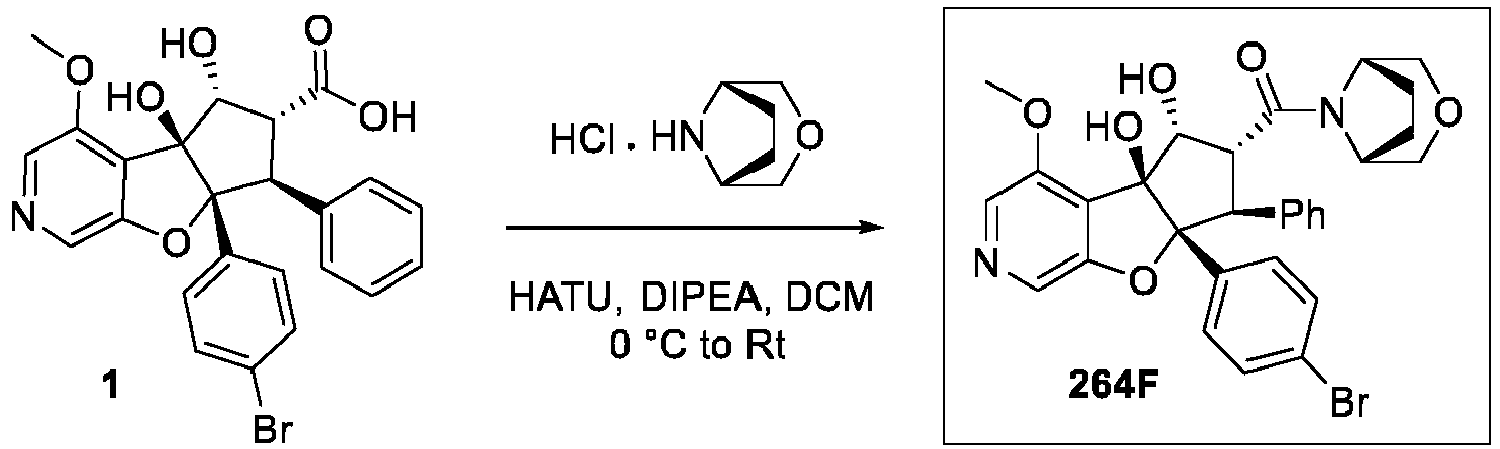 O
HO
O
HO
OH
N
O
Br
1
HCl · HN
O
HATU, DIPEA, DCM
0 °C to Rt
O
HO
O
HO
N
O
N
O
Ph
Br
264F